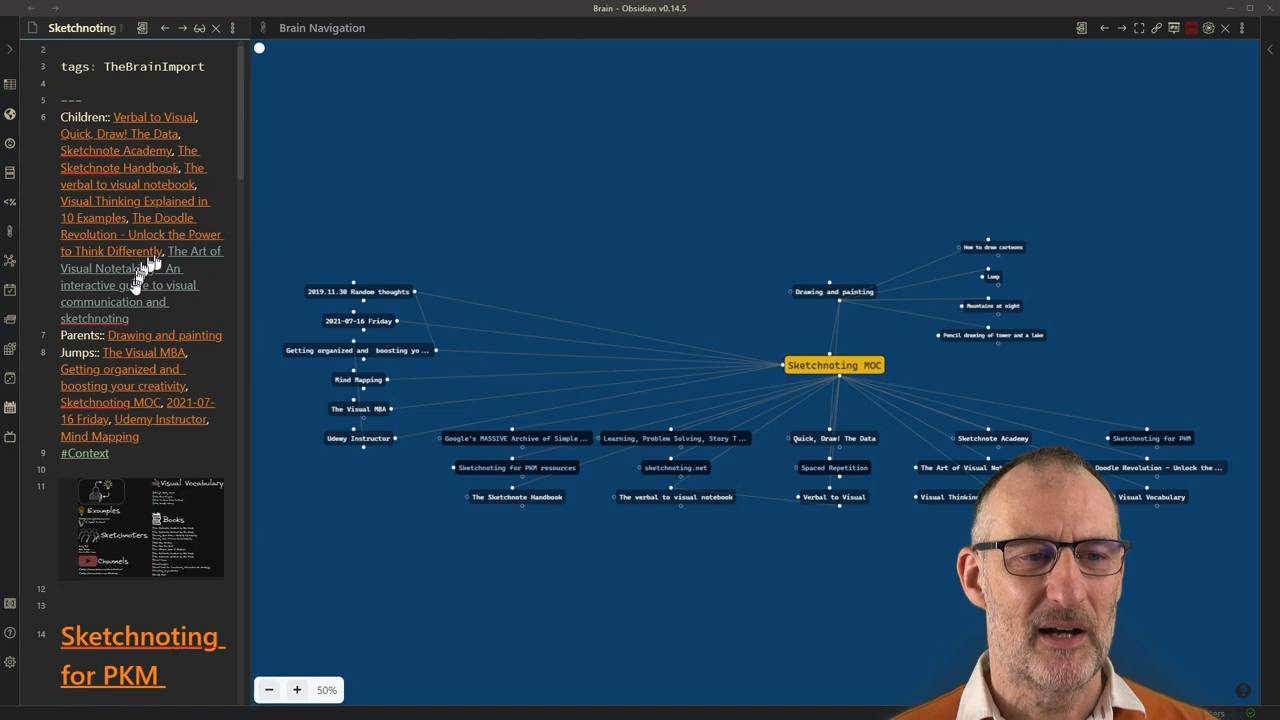 Brain - Obsidian v0.14.5
Sketchnoting
Brain Navigation
2
3 tags: TheBrainImport
4
5 ---
6 Children:: Verbal to Visual,
Quick, Draw! The Data,
Sketchnote Academy, The
Sketchnote Handbook, The
verbal to visual notebook,
Visual Thinking Explained in
10 Examples, The Doodle
Revolution - Unlock the Power
to Think Differently, The Art of
Visual Notetaking - An
interactive guide to visual
communication and
sketchnoting
7 Parents:: Drawing and painting
8 Jumps:: The Visual MBA,
Getting organized and
boosting your creativity,
Sketchnoting MOC, 2021-07-
16 Friday, Udemy Instructor,
Mind Mapping
9 #Context
10
11
Visual Vocabulary
Examples
Books
Sketchnoters
Channels
12
13
14 Sketchnoting
for PKM
How to draw cartoons
Lamp
2019.11.30 Random thoughts
Drawing and painting
Mountains at night
2021-07-16 Friday
Pencil drawing of tower and a lake
Getting organized and boosting yo...
Sketchnoting MOC
Mind Mapping
The Visual MBA
Udemy Instructor
Google's MASSIVE Archive of Simple...
Learning, Problem Solving, Story T...
Quick, Draw! The Data
Sketchnote Academy
Sketchnoting for PKM
Sketchnoting for PKM resources
sketchnoting.net
Spaced Repetition
The Art of Visual No
Doodle Revolution - Unlock the...
The Sketchnote Handbook
The verbal to visual notebook
Verbal to Visual
Visual Thinkin
Visual Vocabulary
50%